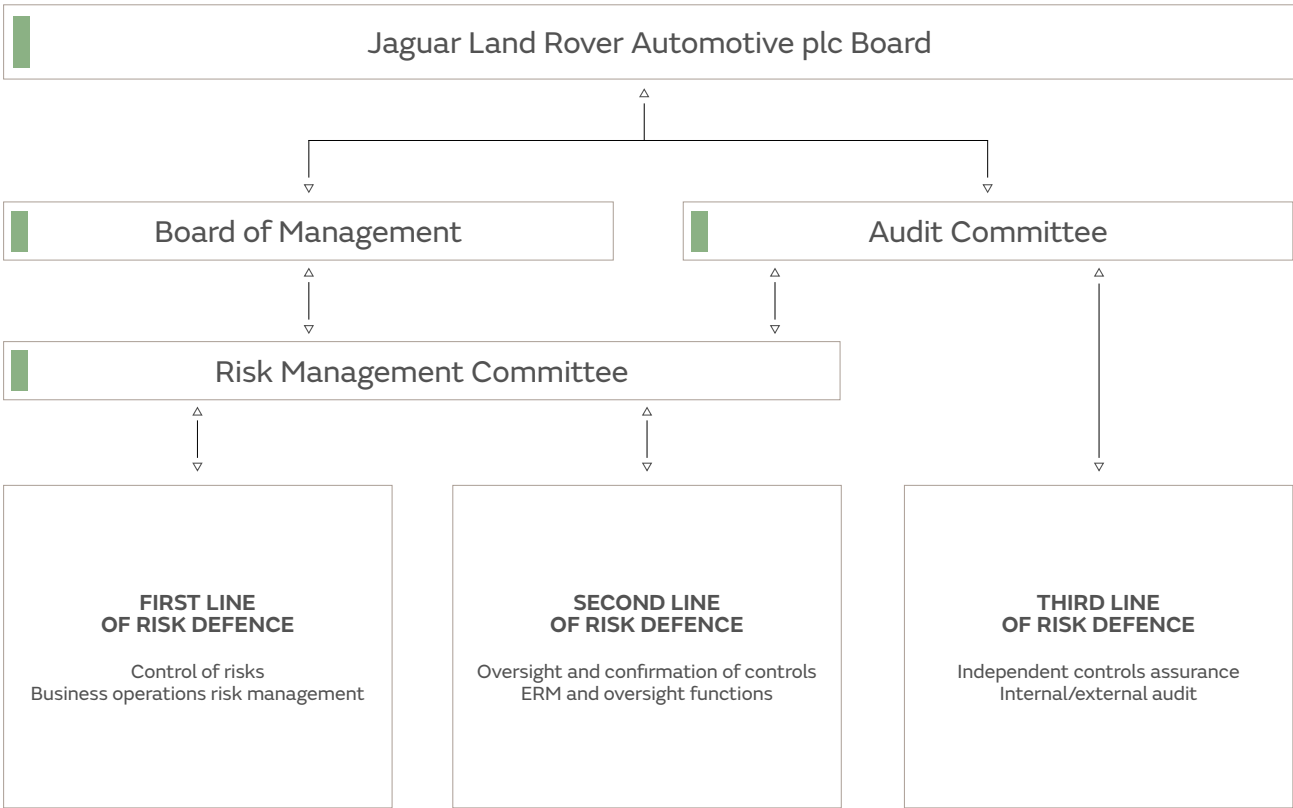 Jaguar Land Rover Automotive plc Board
Board of Management
Audit Committee
Risk Management Committee
FIRST LINE
OF RISK DEFENCE
Control of risks
Business operations risk management
SECOND LINE
OF RISK DEFENCE
Oversight and confirmation of controls
ERM and oversight functions
THIRD LINE
OF RISK DEFENCE
Independent controls assurance
Internal/external audit